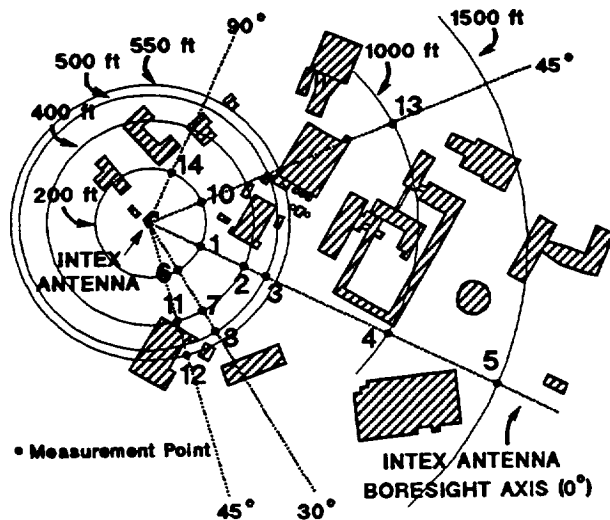 1500 ft
550 ft
90°
500 ft
1000 ft
45°
400 ft
13
14
200 ft
10
INTEX
ANTENNA
1
6
2
3
11
7
8
4
12
5
• Measurement Point
INTEX ANTENNA
BORESIGHT AXIS (0°)
45°
30°